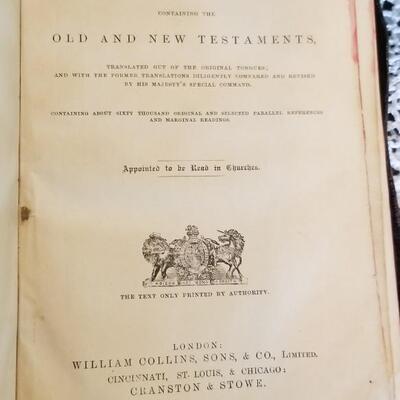 CONTAINING THE
OLD AND NEW TESTAMENTS,
TRANSLATED OUT OF THE ORIGINAL TONGUES;
AND WITH THE FORMER TRANSLATIONS DILIGENTLY COMPARED AND REVISED
BY HIS MAJESTY'S SPECIAL COMMAND.
CONTAINING ABOUT SIXTY THOUSAND ORIGINAL AND SELECTED PARALLEL REFERENCES
AND MARGINAL READINGS.
Appointed to be Read in Churches.
THE TEXT ONLY PRINTED BY AUTHORITY.
LONDON:
WILLIAM COLLINS, SONS, & CO., LIMITED.
CINCINNATI, ST. LOUIS, & CHICAGO:
CRANSTON & STOWE.